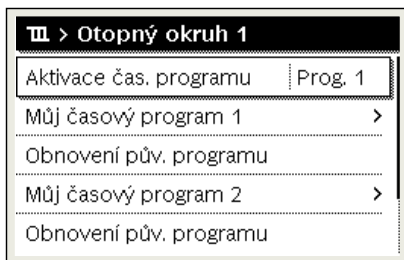 > Otopný okruh 1
Aktivace čas. programu Prog. 1
Můj časový program 1 >
Obnovení pův. programu
Můj časový program 2 >
Obnovení pův. programu